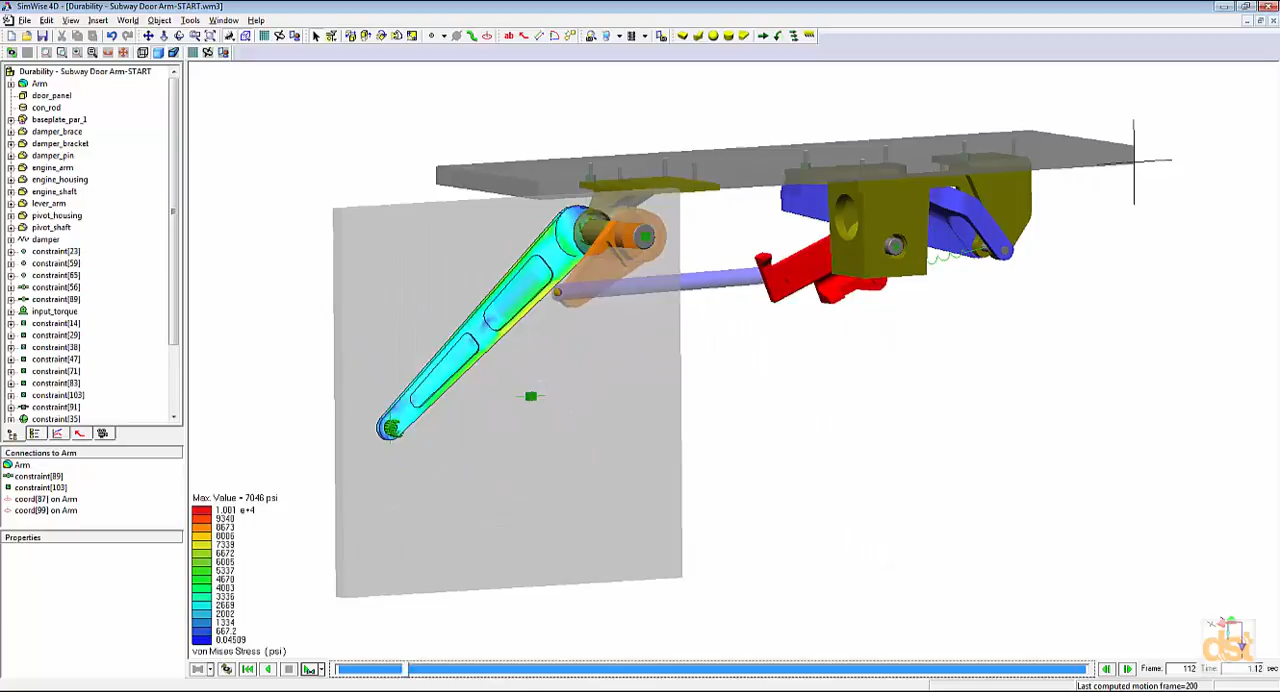 SimWise 4D - [Durability - Subway Door Arm-START.wm3]
File Edit View Insert World Object Tools Window Help
Durability - Subway Door Arm-START
Arm
door_panel
con_rod
baseplate_par_1
damper_brace
damper_bracket
damper_pin
engine_arm
engine_housing
engine_shaft
lever_arm
pivot_housing
pivot_shaft
damper
constraint[23]
constraint[59]
constraint[65]
constraint[56]
constraint[89]
input_torque
constraint[14]
constraint[29]
constraint[38]
constraint[47]
constraint[71]
constraint[83]
constraint[103]
constraint[91]
constraint[35]
Connections to Arm
Arm
constraint[89]
constraint[103]
coord[87] on Arm
coord[99] on Arm
Properties
Max. Value = 7046 psi
1.001 e+4
9340
8673
8006
7339
6672
6005
5337
4670
4003
3336
2669
2002
1334
667.2
0.04509
von Mises Stress ( psi )
dst
Frame: 112 Time: 1.12 sec
Last computed motion frame=200